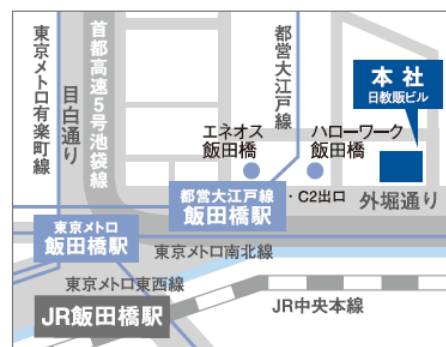 東京メトロ有楽町線
目白通り
首都高速5号池袋線
都営大江戸線
本社
日教販ビル
エネオス
飯田橋
ハローワーク
飯田橋
都営大江戸線
飯田橋駅
・C2出口
外堀通り
東京メトロ
飯田橋駅
東京メトロ南北線
東京メトロ東西線
JR飯田橋駅
JR中央本線